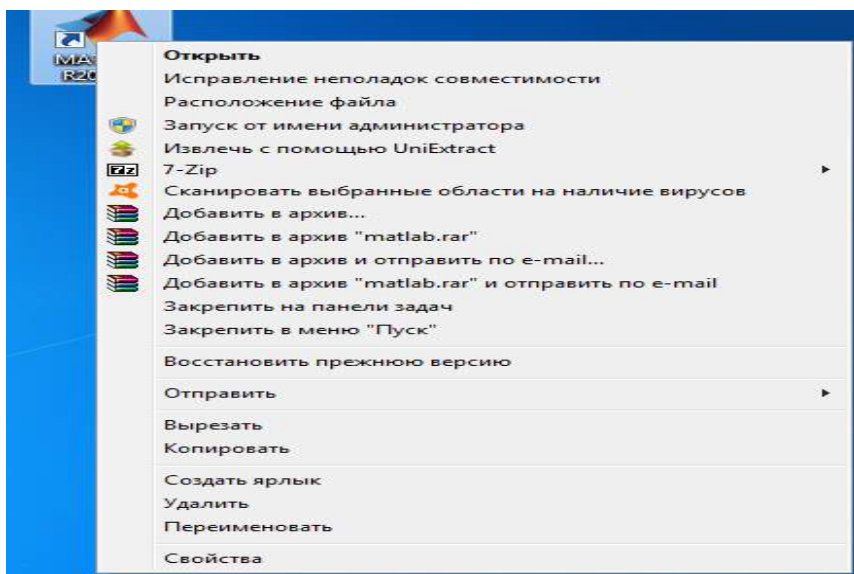 Открыть
Исправление неполадок совместимости
Расположение файла
Запуск от имени администратора
Извлечь с помощью UniExtract
7-Zip
Сканировать выбранные области на наличие вирусов
Добавить в архив...
Добавить в архив "matlab.rar"
Добавить в архив и отправить по e-mail...
Добавить в архив "matlab.rar" и отправить по e-mail
Закрепить на панели задач
Закрепить в меню "Пуск"
Восстановить прежнюю версию
Отправить
Вырезать
Копировать
Создать ярлык
Удалить
Переименовать
Свойства